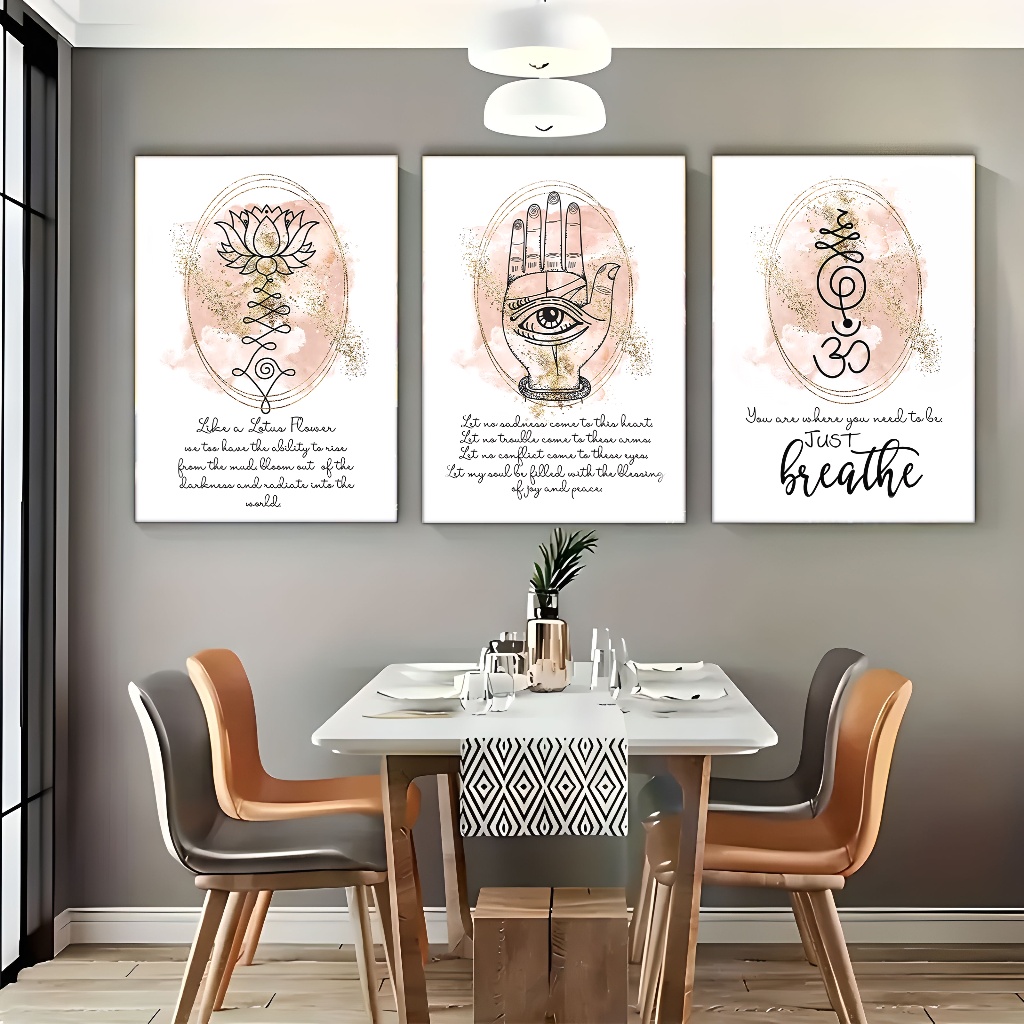 Like a Lotus Flower
we too have the ability to rise
from the mud, bloom out of the
darkness and radiate into the
world.
Let no sadness come to this heart.
Let no trouble come to these arms.
Let no conflict come to these eyes.
Let my soul be filled with the blessing
of joy and peace.
You are where you need to be.
JUST
breathe